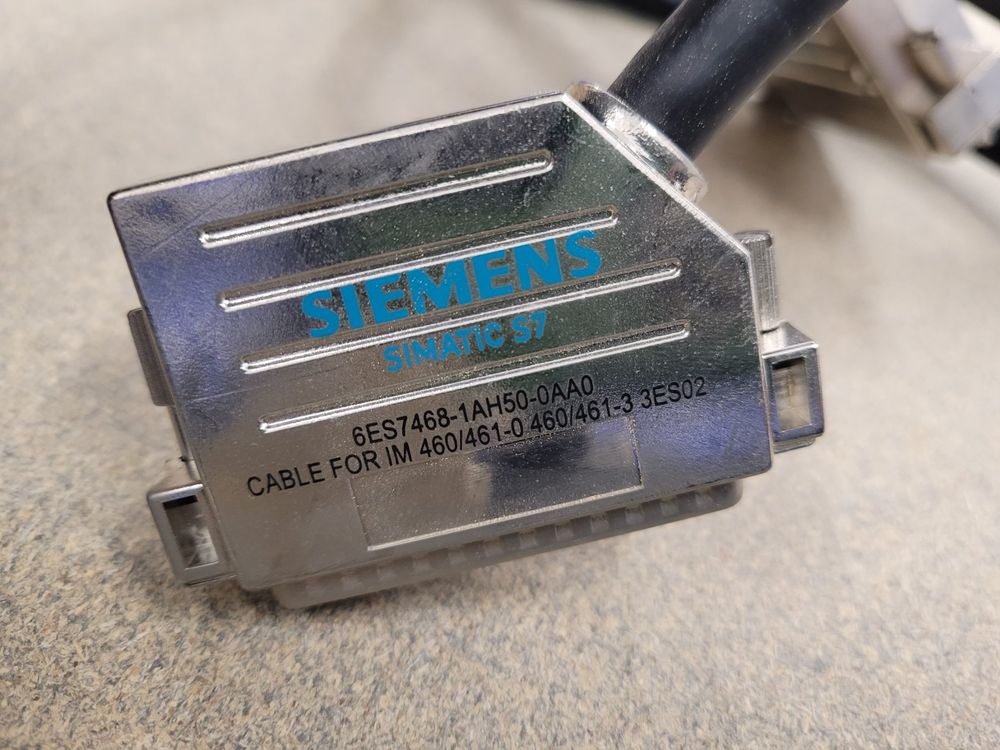 SIEMENS
SIMATIC S7
6ES7468-1AH50-0AA0
CABLE FOR IM 460/461-0 460/461-3 3ES02